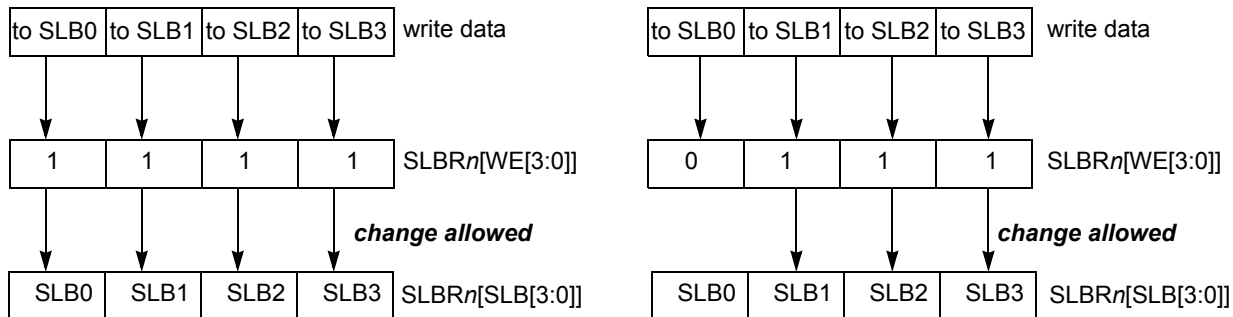 to SLB0 to SLB1 to SLB2 to SLB3 write data
1 1 1 1 SLBRn[WE[3:0]]
change allowed
SLB0 SLB1 SLB2 SLB3 SLBRn[SLB[3:0]]
to SLB0 to SLB1 to SLB2 to SLB3 write data
0 1 1 1 SLBRn[WE[3:0]]
change allowed
SLB0 SLB1 SLB2 SLB3 SLBRn[SLB[3:0]]